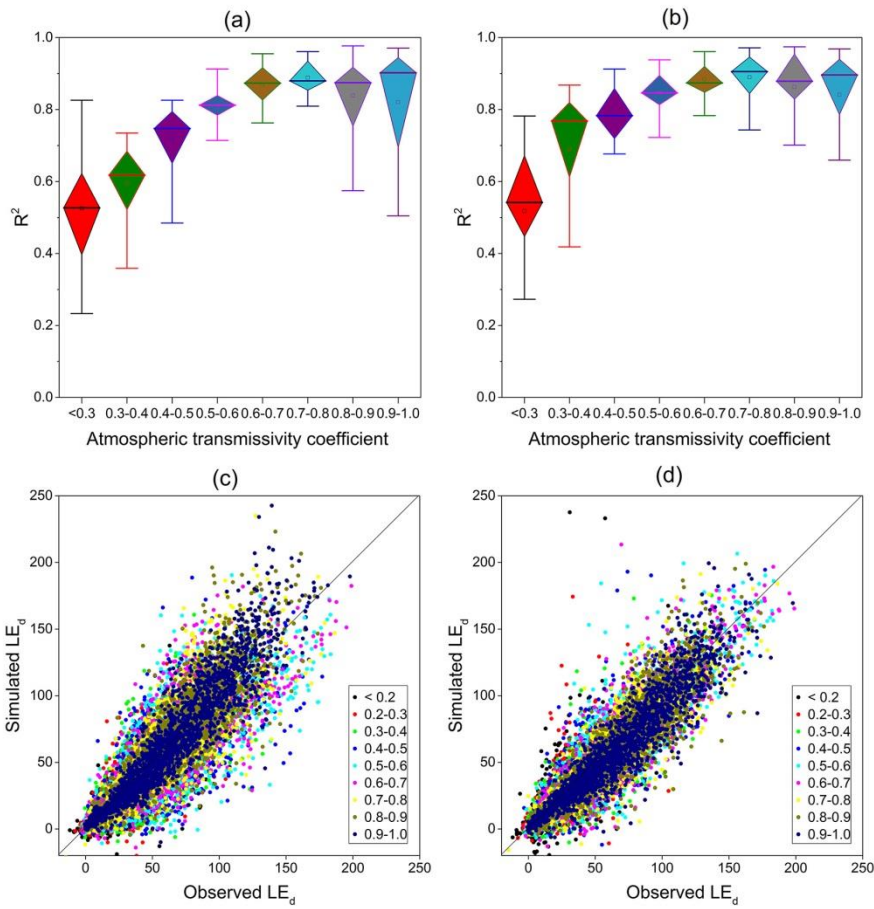 (a)
1.0
0.8
0.6
0.4
0.2
0.0
R²
<0.3 0.3-0.4 0.4-0.5 0.5-0.6 0.6-0.7 0.7-0.8 0.8-0.9 0.9-1.0
Atmospheric transmissivity coefficient
(b)
1.0
0.8
0.6
0.4
0.2
0.0
R²
<0.3 0.3-0.4 0.4-0.5 0.5-0.6 0.6-0.7 0.7-0.8 0.8-0.9 0.9-1.0
Atmospheric transmissivity coefficient
(c)
250
200
150
100
50
0
Simulated LE_d
< 0.2
0.2-0.3
0.3-0.4
0.4-0.5
0.5-0.6
0.6-0.7
0.7-0.8
0.8-0.9
0.9-1.0
0 50 100 150 200 250
Observed LE_d
(d)
250
200
150
100
50
0
Simulated LE_d
< 0.2
0.2-0.3
0.3-0.4
0.4-0.5
0.5-0.6
0.6-0.7
0.7-0.8
0.8-0.9
0.9-1.0
0 50 100 150 200 250
Observed LE_d